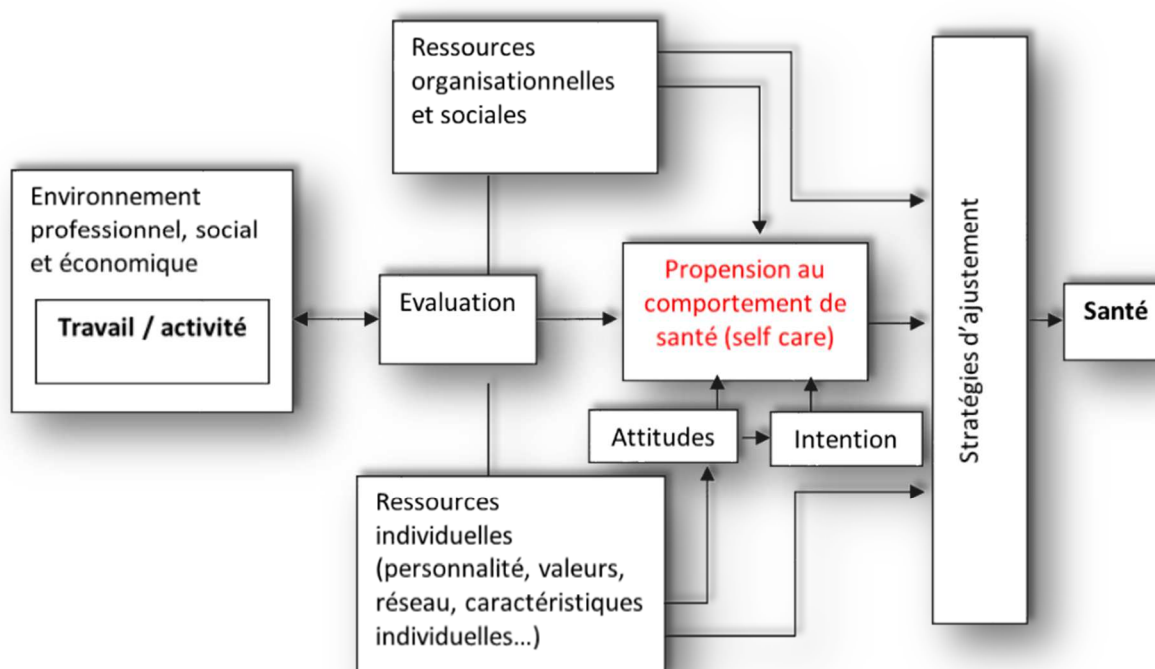 Ressources
organisationnelles
et sociales
Environnement
professionnel, social
et économique
Travail / activité
Evaluation
Propension au
comportement de
santé (self care)
Attitudes
Intention
Ressources
individuelles
(personnalité, valeurs,
réseau, caractéristiques
individuelles…)
Stratégies d’ajustement
Santé